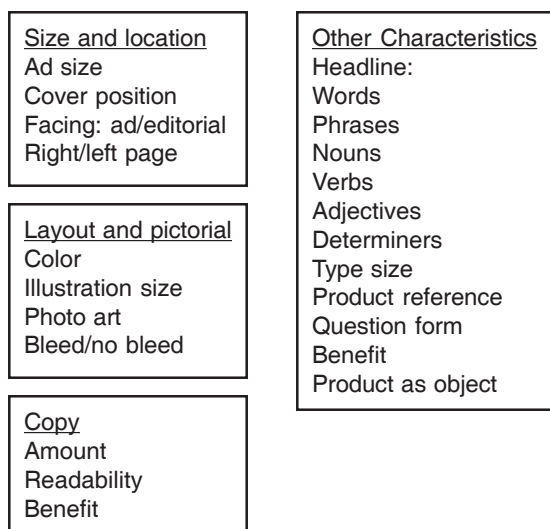 Size and location
Ad size
Cover position
Facing: ad/editorial
Right/left page
Layout and pictorial
Color
Illustration size
Photo art
Bleed/no bleed
Copy
Amount
Readability
Benefit
Other Characteristics
Headline:
Words
Phrases
Nouns
Verbs
Adjectives
Determiners
Type size
Product reference
Question form
Benefit
Product as object